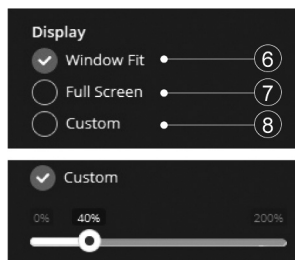 Display
Window Fit 6
Full Screen 7
Custom 8
Custom
0% 40% 200%